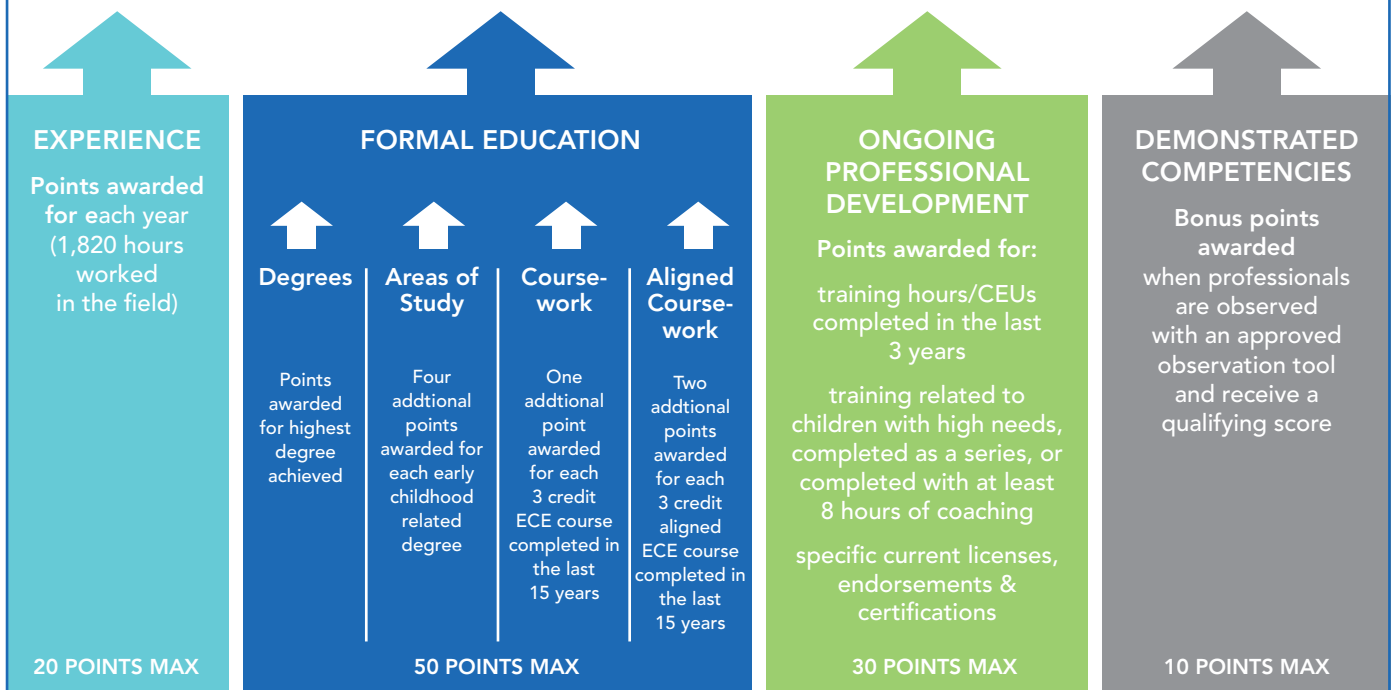 EXPERIENCE
Points awarded
for each year
(1,820 hours
worked
in the field)
20 POINTS MAX
FORMAL EDUCATION
Degrees
Points
awarded
for highest
degree
achieved
Areas of
Study
Four
addtional
points
awarded for
each early
childhood
related
degree
Course-
work
One
addtional
point
awarded
for each
3 credit
ECE course
completed in
the last
15 years
Aligned
Course-
work
Two
addtional
points
awarded
for each
3 credit
aligned
ECE course
completed in
the last
15 years
50 POINTS MAX
ONGOING
PROFESSIONAL
DEVELOPMENT
Points awarded for:
training hours/CEUs
completed in the last
3 years
training related to
children with high needs,
completed as a series, or
completed with at least
8 hours of coaching
specific current licenses,
endorsements &
certifications
30 POINTS MAX
DEMONSTRATED
COMPETENCIES
Bonus points
awarded
when professionals
are observed
with an approved
observation tool
and receive a
qualifying score
10 POINTS MAX